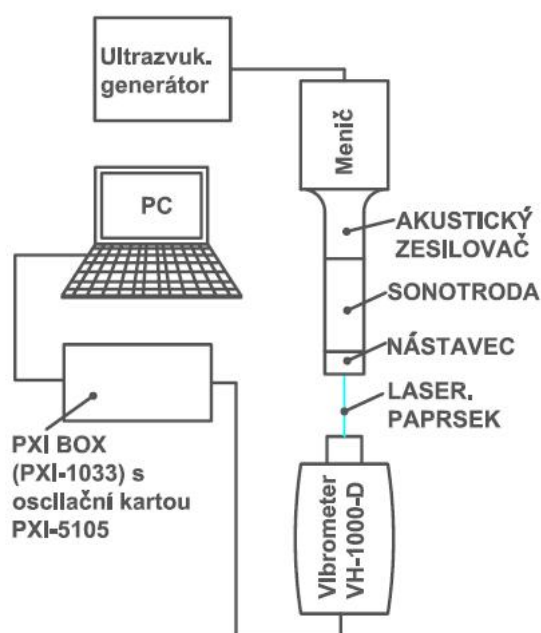 Ultrazvuk.
generátor
Menič
PC
AKUSTICKÝ
ZESILOVAČ
SONOTRODA
NÁSTAVEC
LASER.
PAPRSEK
PXI BOX
(PXI-1033) s
oscilační kartou
PXI-5105
Vibrometer
VH-1000-D